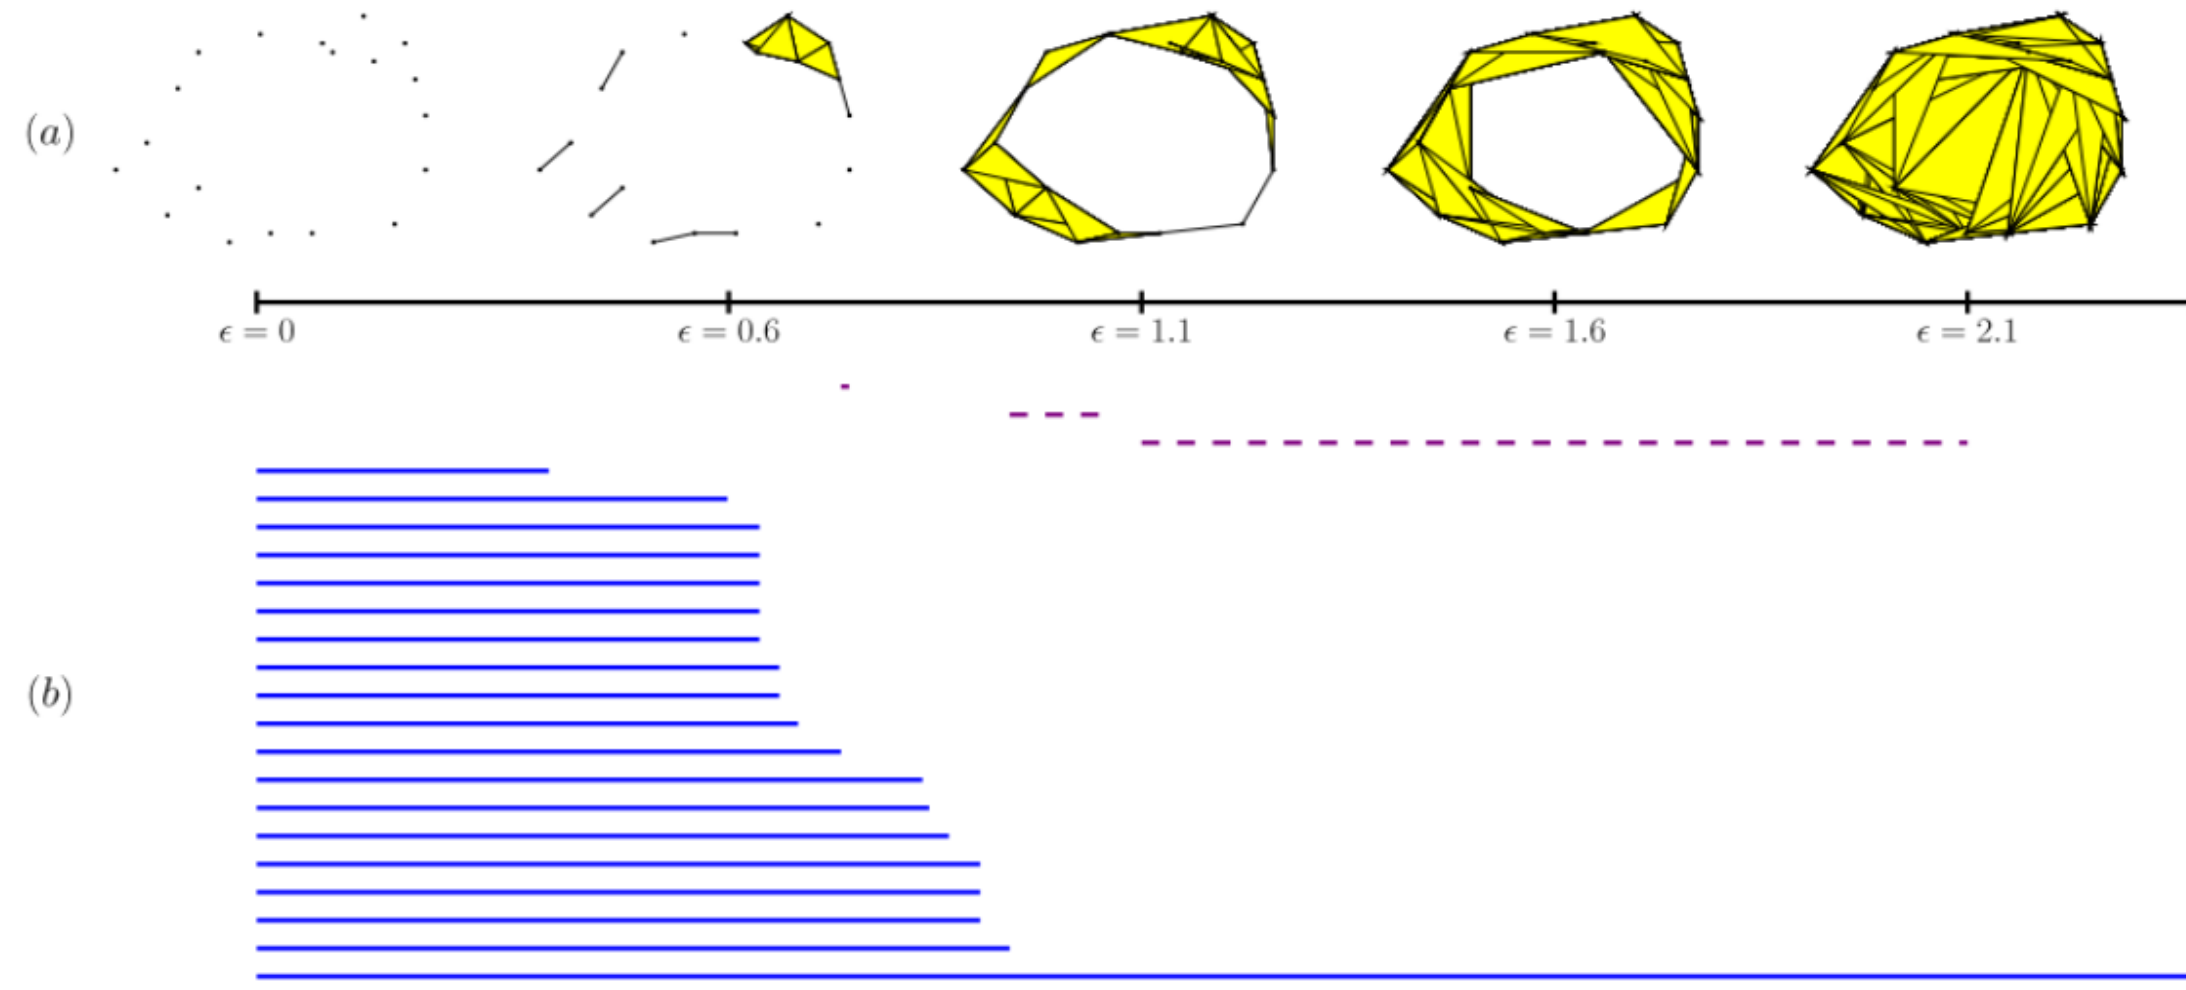 (a)
ϵ = 0
ϵ = 0.6
ϵ = 1.1
ϵ = 1.6
ϵ = 2.1
(b)